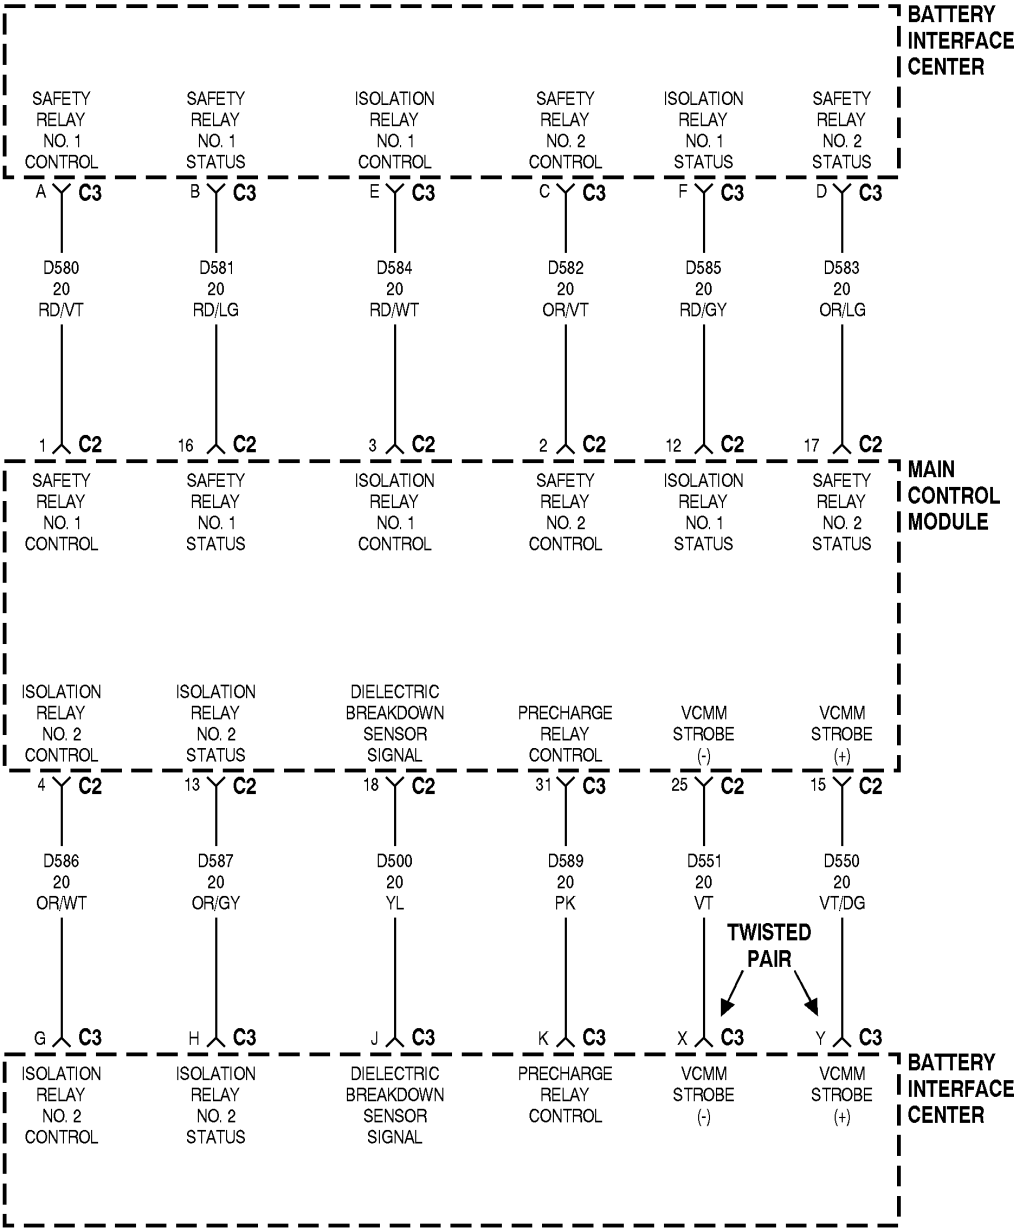 BATTERY
INTERFACE
CENTER
SAFETY SAFETY ISOLATION SAFETY ISOLATION SAFETY
RELAY RELAY RELAY RELAY RELAY RELAY
NO. 1 NO. 1 NO. 1 NO. 2 NO. 1 NO. 2
CONTROL STATUS CONTROL CONTROL STATUS STATUS
A C3 B C3 E C3 C C3 F C3 D C3
D580 D581 D584 D582 D585 D583
20 20 20 20 20 20
RD/VT RD/LG RD/WT OR/VT RD/GY OR/LG
1 C2 16 C2 3 C2 2 C2 12 C2 17 C2
MAIN
CONTROL
MODULE
SAFETY SAFETY ISOLATION SAFETY ISOLATION SAFETY
RELAY RELAY RELAY RELAY RELAY RELAY
NO. 1 NO. 1 NO. 1 NO. 2 NO. 1 NO. 2
CONTROL STATUS CONTROL CONTROL STATUS STATUS
ISOLATION ISOLATION DIELECTRIC
RELAY RELAY BREAKDOWN PRECHARGE VCMM VCMM
NO. 2 NO. 2 SENSOR RELAY STROBE STROBE
CONTROL STATUS SIGNAL CONTROL (-) (+)
4 C2 13 C2 18 C2 31 C3 25 C2 15 C2
D586 D587 D500 D589 D551 D550
20 20 20 20 20 20
OR/WT OR/GY YL PK VT VT/DG
TWISTED
PAIR
G C3 H C3 J C3 K C3 X C3 Y C3
BATTERY
INTERFACE
CENTER
ISOLATION ISOLATION DIELECTRIC PRECHARGE VCMM VCMM
RELAY RELAY BREAKDOWN RELAY STROBE STROBE
NO. 2 NO. 2 SENSOR CONTROL (-) (+)
CONTROL STATUS SIGNAL